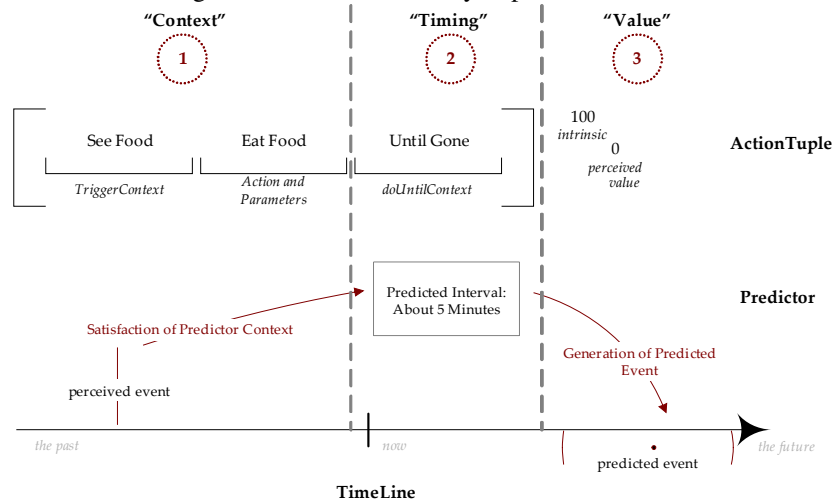 “Context”
“Timing”
“Value”
1
2
3
See Food
Eat Food
Until Gone
100
intrinsic
0
perceived
value
ActionTuple
TriggerContext
Action and
Parameters
doUntilContext
Predicted Interval:
About 5 Minutes
Predictor
Satisfaction of Predictor Context
Generation of Predicted
Event
perceived event
the past
now
the future
predicted event
TimeLine